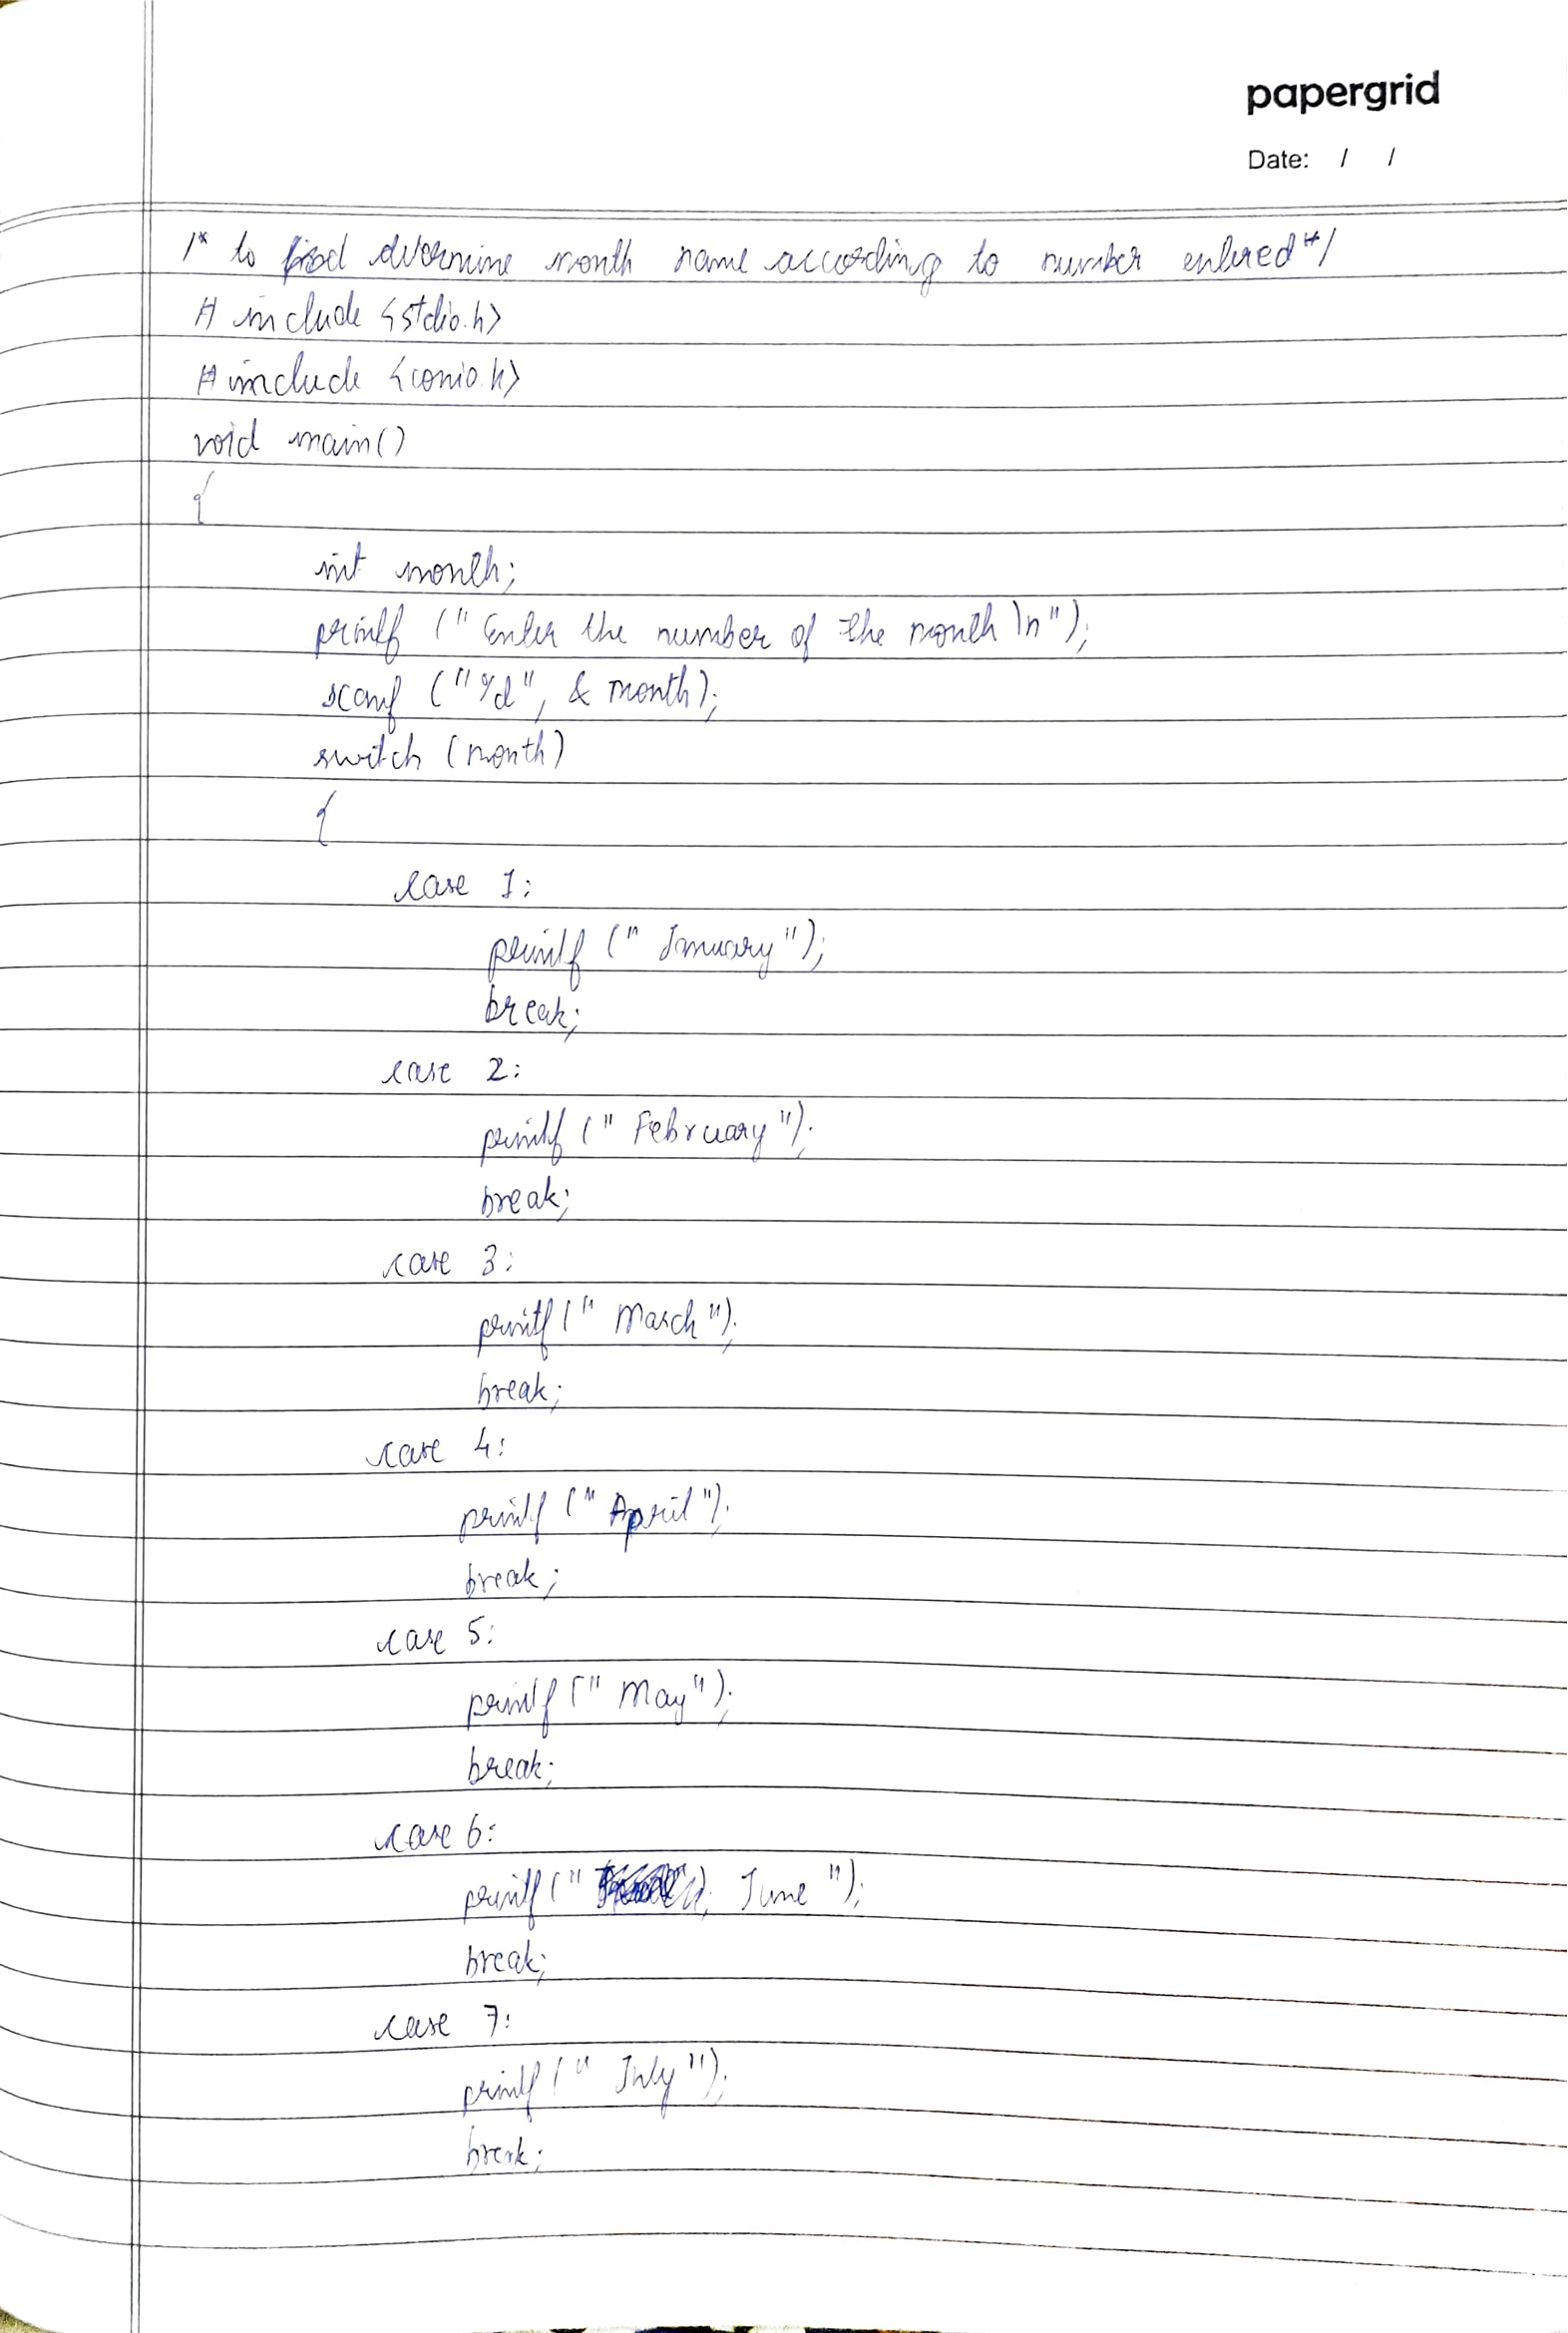 papergrid
Date: / /
/* to find determine month name according to number entered */
# include <stdio.h>
# include <conio.h>
void main()
{
int month;
printf (" Enter the number of the month \n");
scanf ("%d", & month);
switch (month)
{
case 1:
printf (" January");
break;
case 2:
printf (" February");
break;
case 3:
printf (" March");
break;
case 4:
printf (" April");
break;
case 5:
printf (" May");
break;
case 6:
printf (" June ");
break;
case 7:
printf (" July");
break;